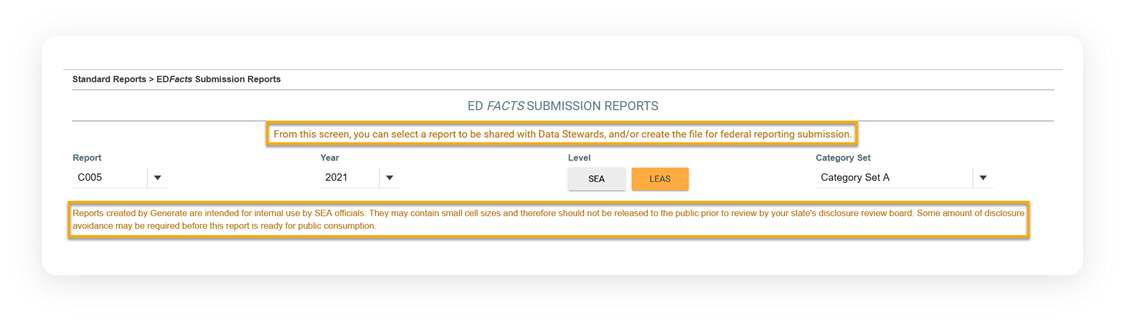 Standard Reports > EDFacts Submission Reports
ED FACTS SUBMISSION REPORTS
From this screen, you can select a report to be shared with Data Stewards, and/or create the file for federal reporting submission.
Report Year Level Category Set
C005 2021 SEA LEAS Category Set A
Reports created by Generate are intended for internal use by SEA officials. They may contain small cell sizes and therefore should not be released to the public prior to review by your state's disclosure review board. Some amount of disclosure
avoidance may be required before this report is ready for public consumption.